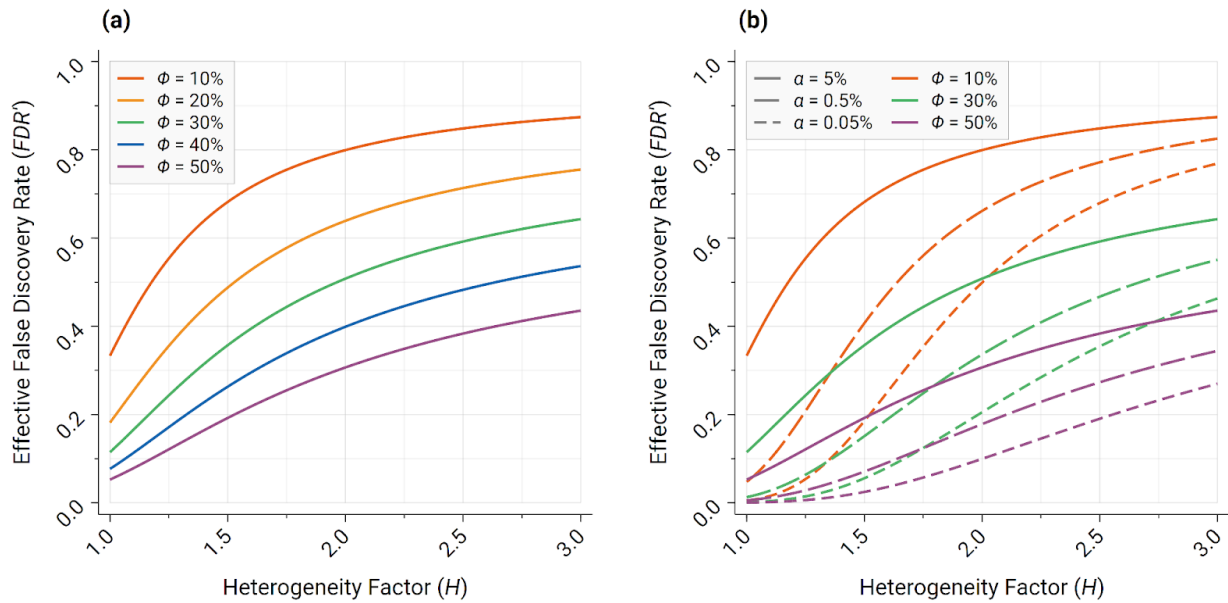 (a)
1.0
0.8
0.6
0.4
0.2
0.0
Effective False Discovery Rate (FDR')
Φ = 10%
Φ = 20%
Φ = 30%
Φ = 40%
Φ = 50%
1.0 1.5 2.0 2.5 3.0
Heterogeneity Factor (H)
(b)
1.0
0.8
0.6
0.4
0.2
0.0
Effective False Discovery Rate (FDR')
α = 5% Φ = 10%
α = 0.5% Φ = 30%
α = 0.05% Φ = 50%
1.0 1.5 2.0 2.5 3.0
Heterogeneity Factor (H)